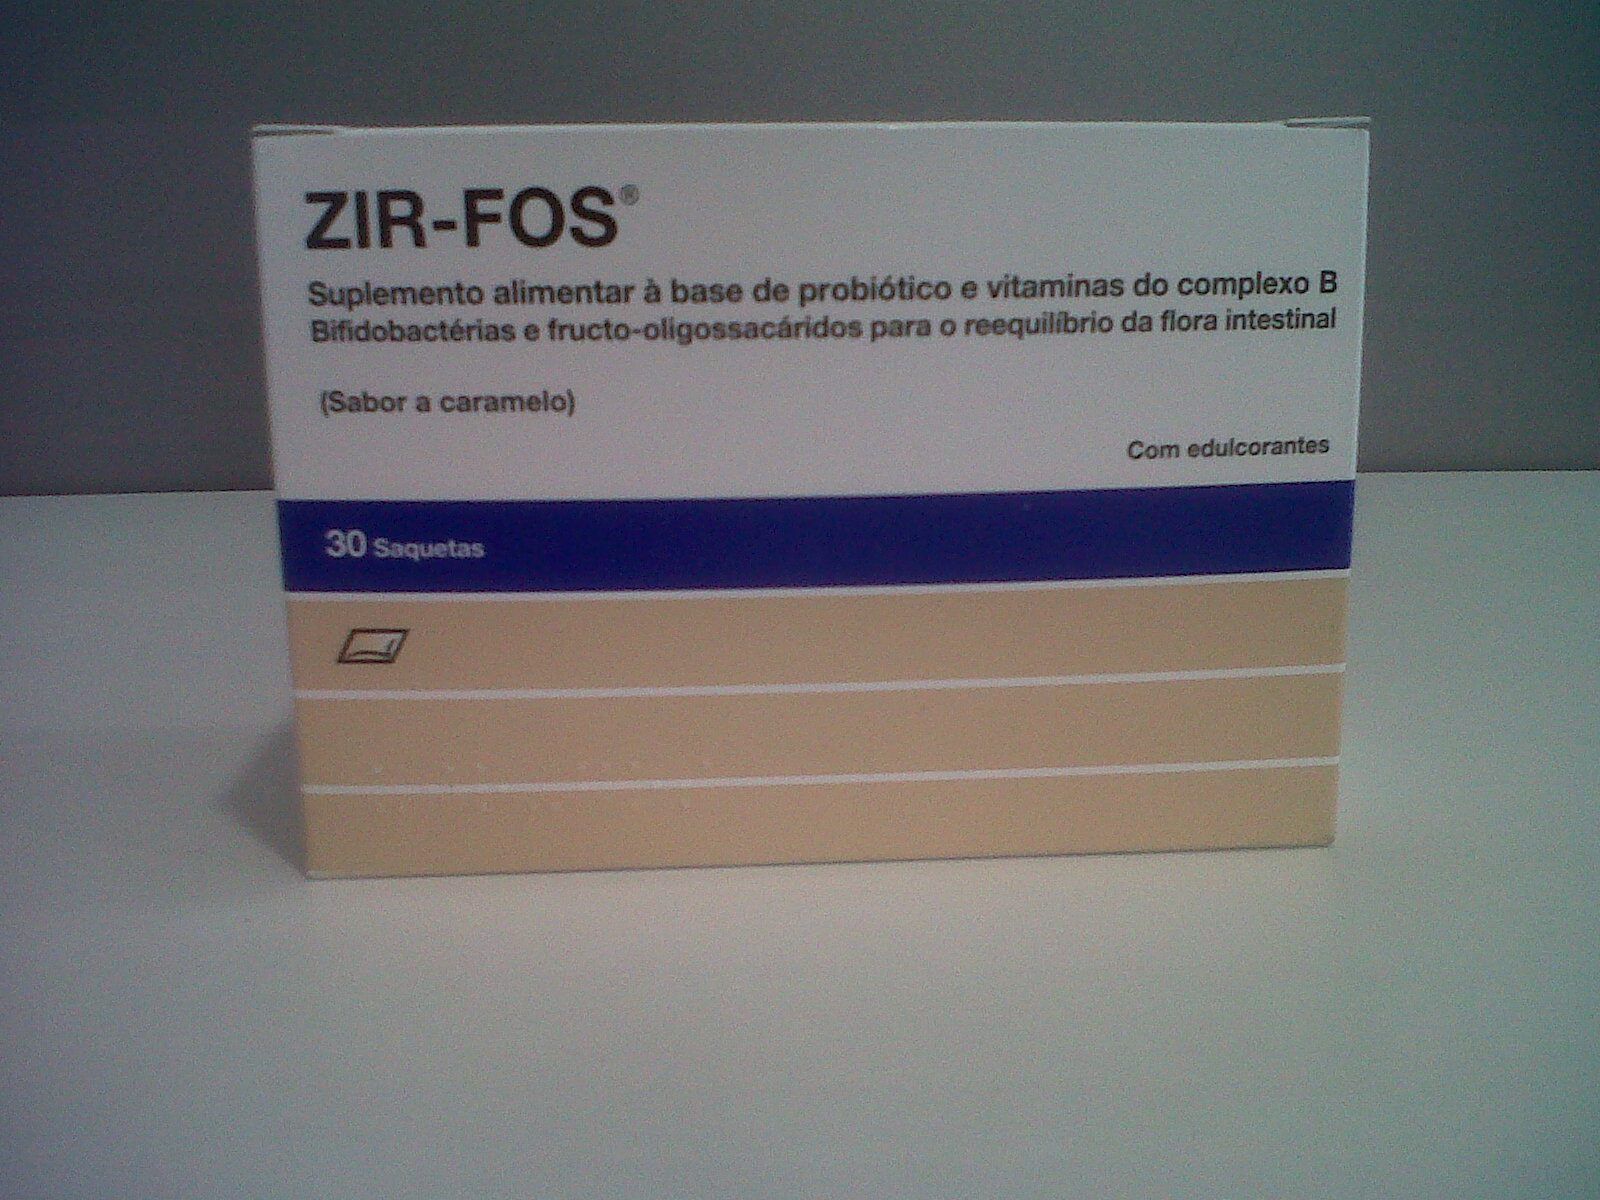 ZIR-FOS®
Suplemento alimentar à base de probiótico e vitaminas do complexo B
Bifidobactérias e fructo-oligossacáridos para o reequilíbrio da flora intestinal
(Sabor a caramelo)
Com edulcorantes
30 Saquetas